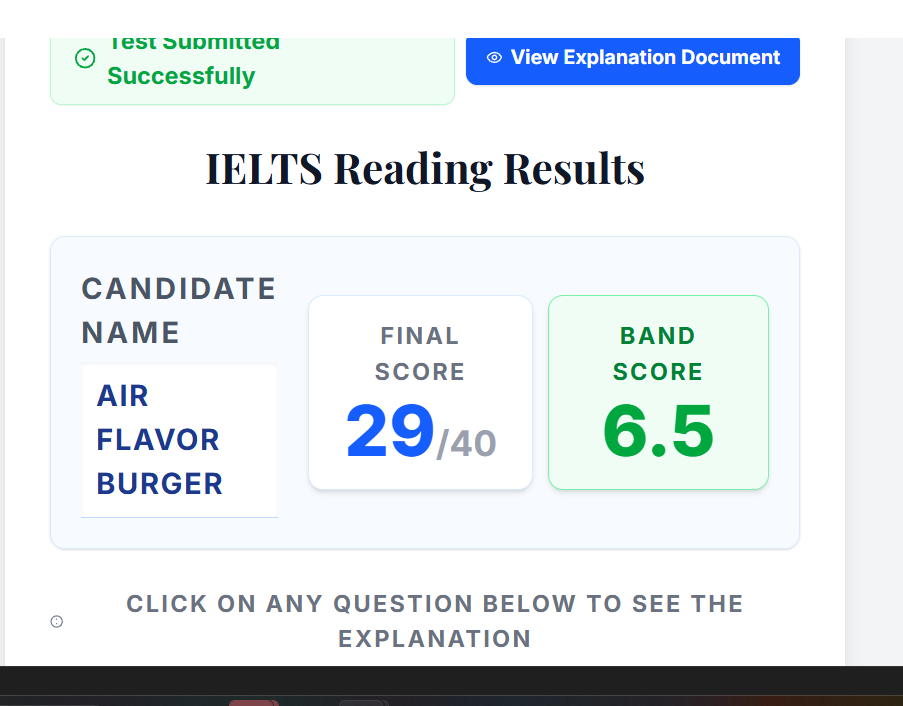 Test Submitted
Successfully
View Explanation Document
IELTS Reading Results
CANDIDATE
NAME
AIR
FLAVOR
BURGER
FINAL
SCORE
29/40
BAND
SCORE
6.5
CLICK ON ANY QUESTION BELOW TO SEE THE
EXPLANATION